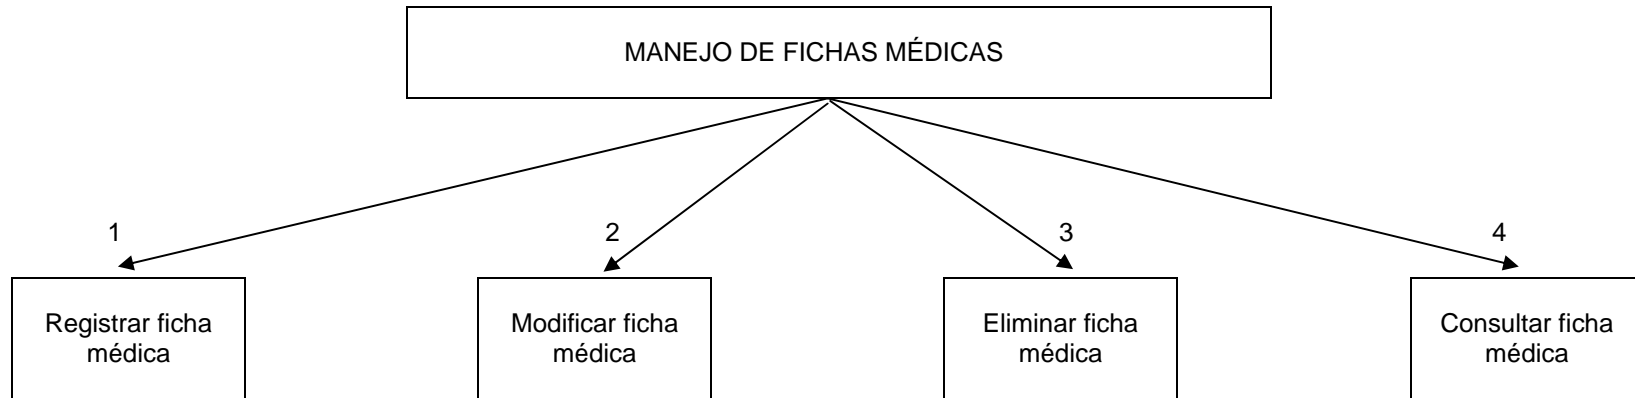 MANEJO DE FICHAS MÉDICAS
1
2
3
4
Registrar ficha
médica
Modificar ficha
médica
Eliminar ficha
médica
Consultar ficha
médica